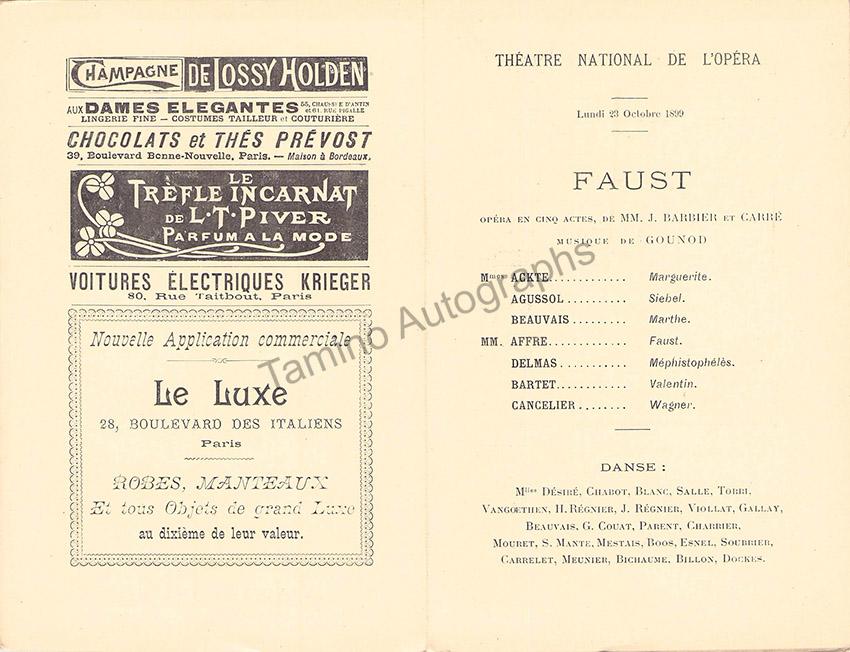 CHAMPAGNE DE LOSSY HOLDEN
AUX DAMES ELEGANTES 55, CHAUSSÉE D'ANTIN et 61, RUE PIGALLE
LINGERIE FINE — COSTUMES TAILLEUR et COUTURIÈRE
CHOCOLATS et THÉS PRÉVOST
39, Boulevard Bonne-Nouvelle, Paris. — Maison à Bordeaux.
LE
TRÈFLE INCARNAT
DE L.T. PIVER
PARFUM A LA MODE
VOITURES ÉLECTRIQUES KRIEGER
80, Rue Taitbout, Paris
Nouvelle Application commerciale
Le Luxe
28, BOULEVARD DES ITALIENS
Paris
ROBES, MANTEAUX
Et tous Objets de grand Luxe
au dixième de leur valeur.
THÉATRE NATIONAL DE L'OPÉRA
Lundi 23 Octobre 1899
FAUST
OPÉRA EN CINQ ACTES, DE MM. J. BARBIER ET CARRÉ
MUSIQUE DE GOUNOD
Mmes ACKTE............. Marguerite.
AGUSSOL.......... Siebel.
BEAUVAIS......... Marthe.
MM. AFFRE............. Faust.
DELMAS........... Méphistophélès.
BARTET........... Valentin.
CANCELIER........ Wagner.
DANSE :
Mlles DÉSIRÉ, CHABOT, BLANC, SALLE, TORRI,
VANGŒTHEN, H. RÉGNIER, J. RÉGNIER, VIOLLAT, GALLAY,
BEAUVAIS, G. COUAT, PARENT, CHARRIER,
MOURET, S. MANTE, MESTAIS, BOOS, ESNEL, SOUBRIER,
CARRELET, MEUNIER, BICHAUME, BILLON, DOCKES.
Tamino Autographs